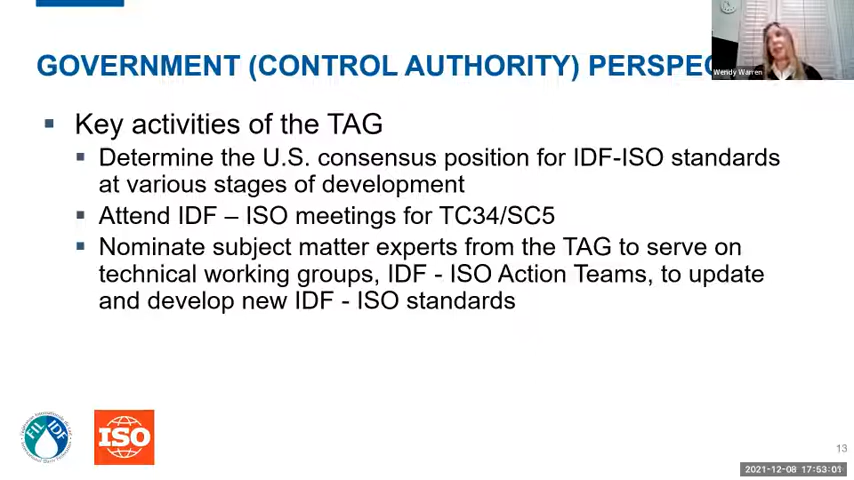 GOVERNMENT (CONTROL AUTHORITY)
Wendy Warren
▪ Key activities of the TAG
▪ Determine the U.S. consensus position for IDF-ISO standards
at various stages of development
▪ Attend IDF – ISO meetings for TC34/SC5
▪ Nominate subject matter experts from the TAG to serve on
technical working groups, IDF - ISO Action Teams, to update
and develop new IDF - ISO standards
FIL IDF
ISO
13
2021-12-08 17:53:01